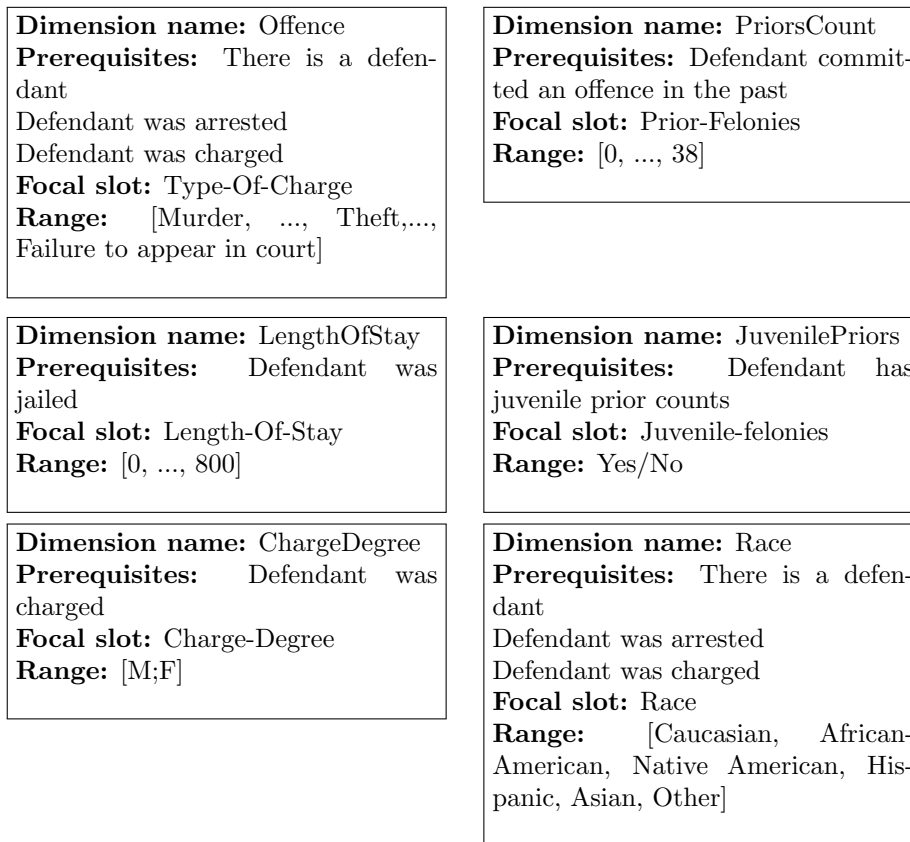 Dimension name: Offence
Prerequisites: There is a defen-
dant
Defendant was arrested
Defendant was charged
Focal slot: Type-Of-Charge
Range: [Murder, ..., Theft,...,
Failure to appear in court]
Dimension name: PriorsCount
Prerequisites: Defendant commit-
ted an offence in the past
Focal slot: Prior-Felonies
Range: [0, ..., 38]
Dimension name: LengthOfStay
Prerequisites: Defendant was
jailed
Focal slot: Length-Of-Stay
Range: [0, ..., 800]
Dimension name: JuvenilePriors
Prerequisites: Defendant has
juvenile prior counts
Focal slot: Juvenile-felonies
Range: Yes/No
Dimension name: ChargeDegree
Prerequisites: Defendant was
charged
Focal slot: Charge-Degree
Range: [M;F]
Dimension name: Race
Prerequisites: There is a defen-
dant
Defendant was arrested
Defendant was charged
Focal slot: Race
Range: [Caucasian, African-
American, Native American, His-
panic, Asian, Other]